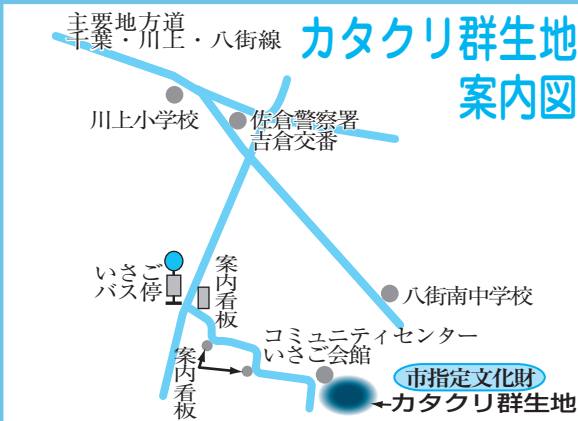 主要地方道
千葉・川上・八街線
カタクリ群生地
案内図
川上小学校
佐倉警察署
吉倉交番
いさご
バス停
案内看板
八街南中学校
コミュニティセンター
いさご会館
案内看板
市指定文化財
カタクリ群生地